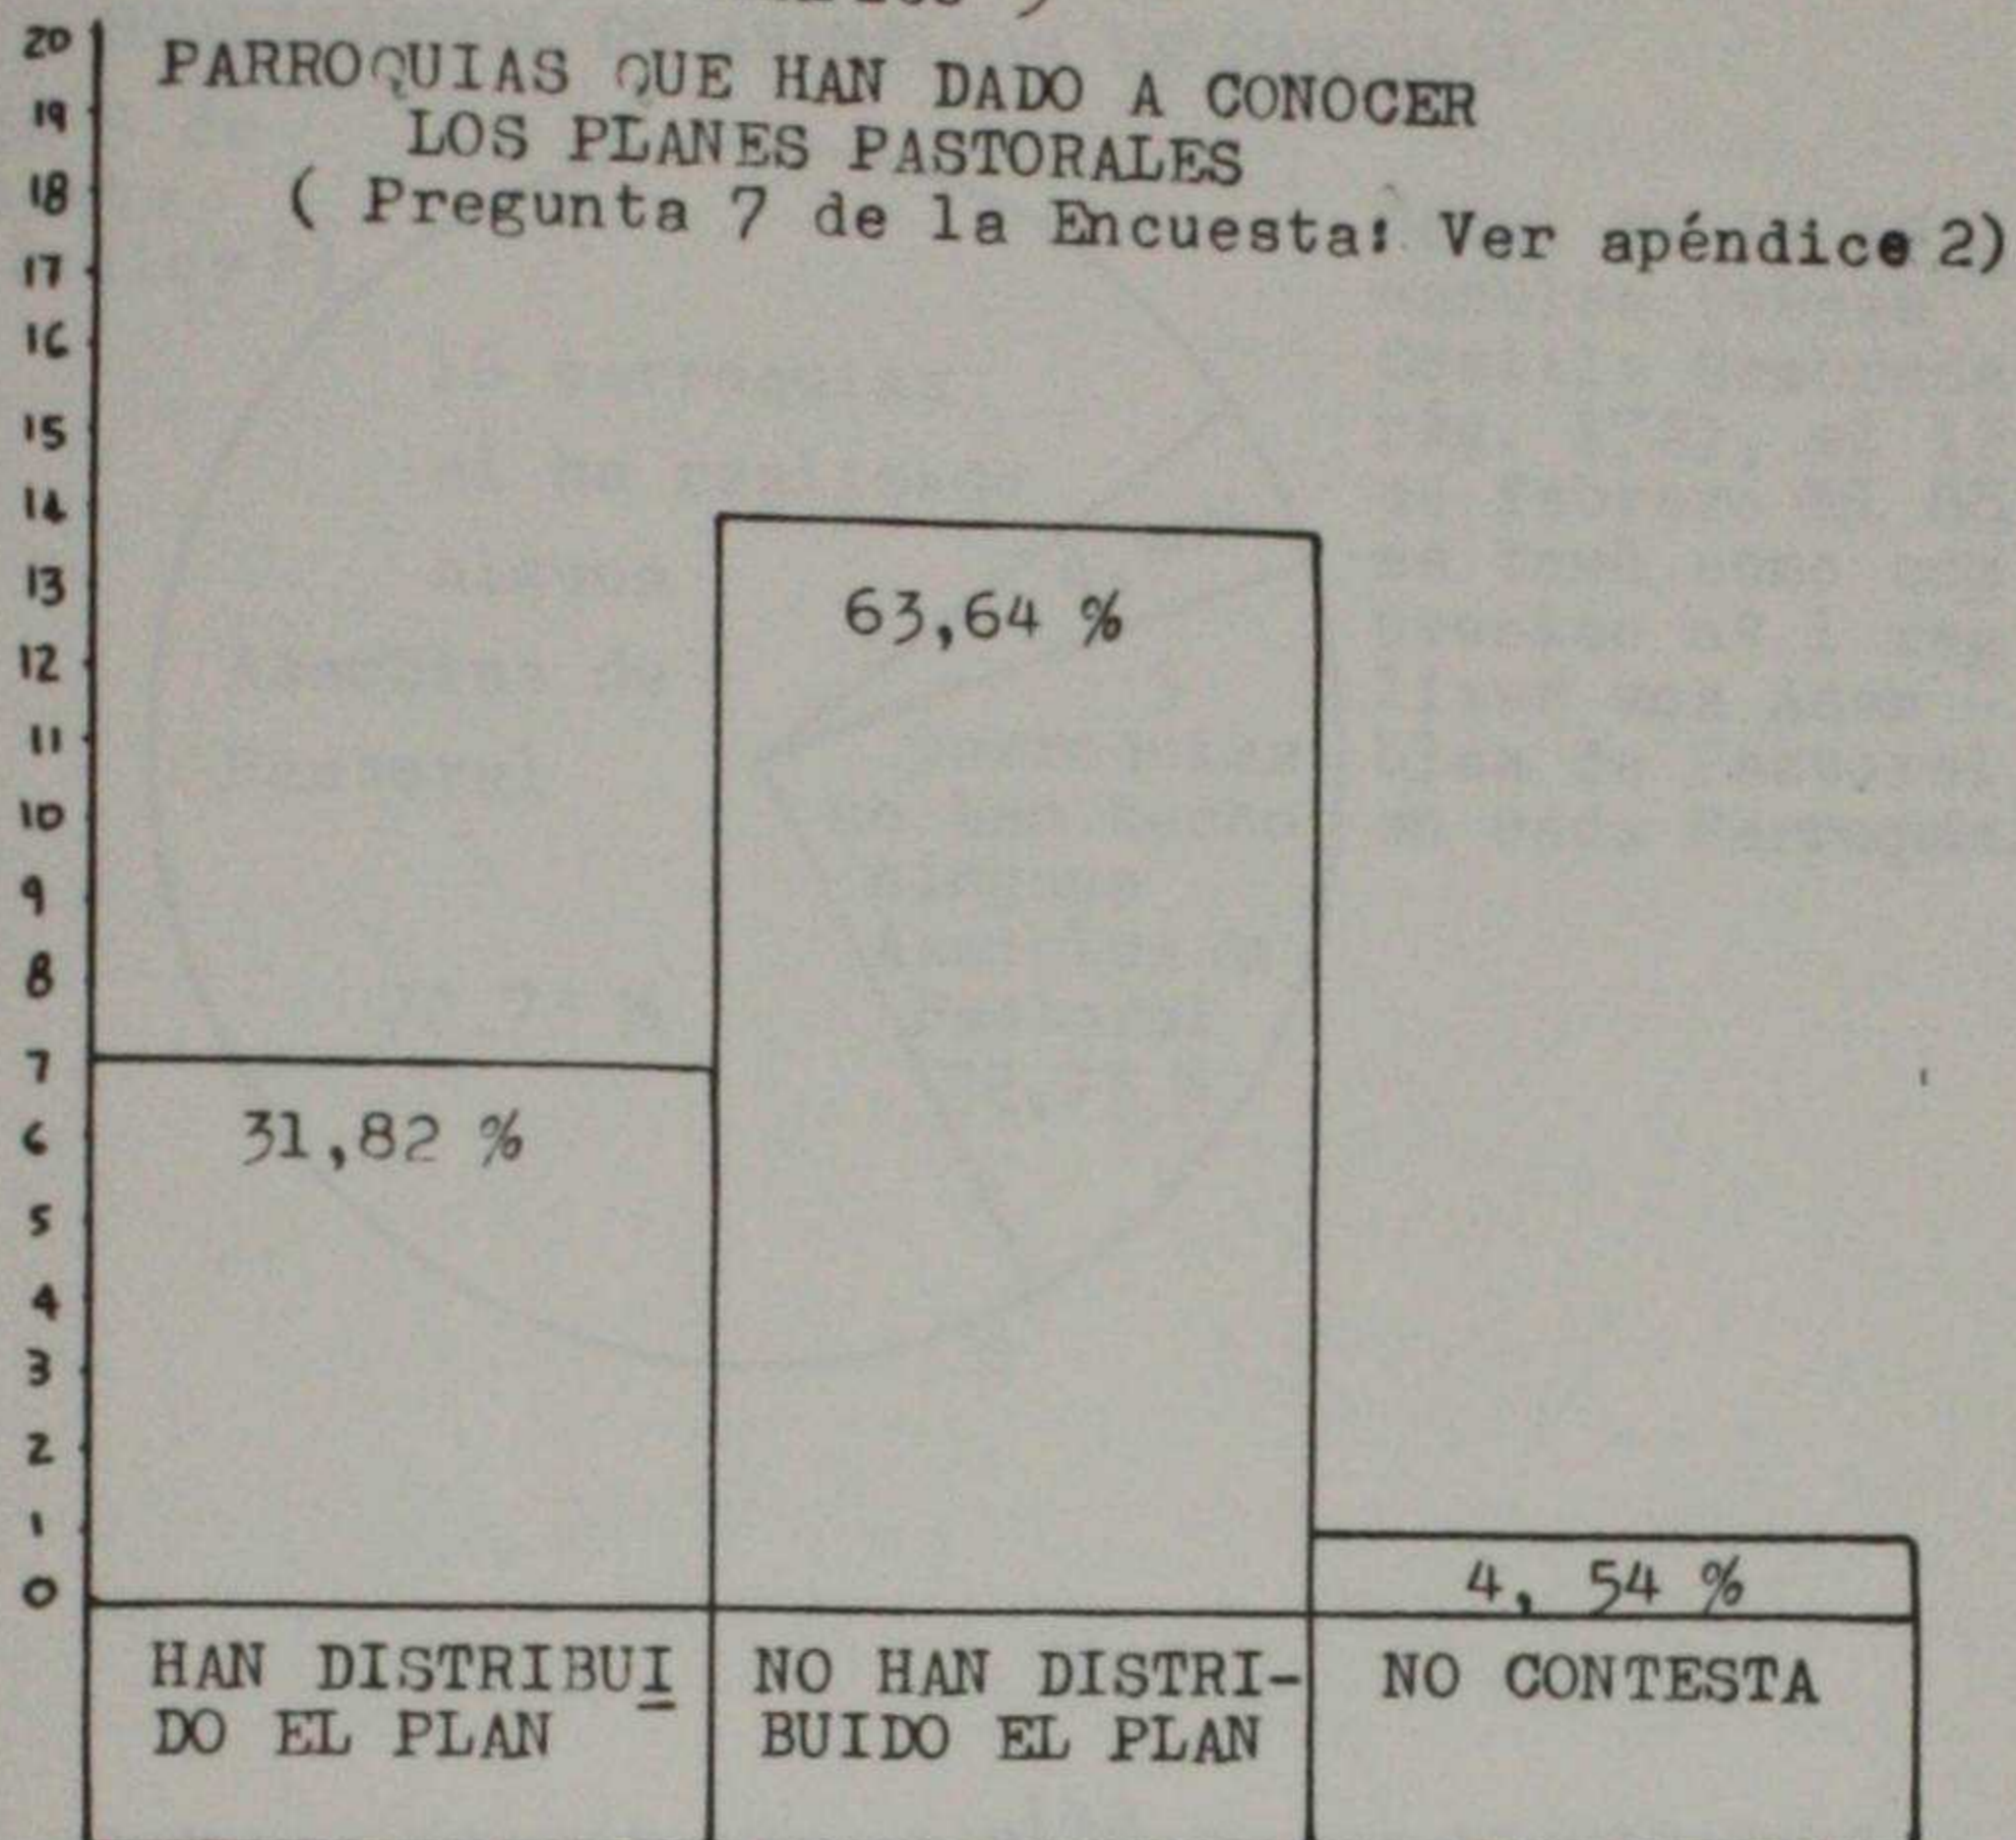 20
PARROQUIAS QUE HAN DADO A CONOCER
19
LOS PLANES PASTORALES
18
( Pregunta 7 de la Encuesta: Ver apéndice 2)
17
16
15
14
13
63,64 %
12
11
10
9
8
7
6
31,82 %
5
4
3
2
1
0
4, 54 %
HAN DISTRIBUI
DO EL PLAN
NO HAN DISTRI-
BUIDO EL PLAN
NO CONTESTA